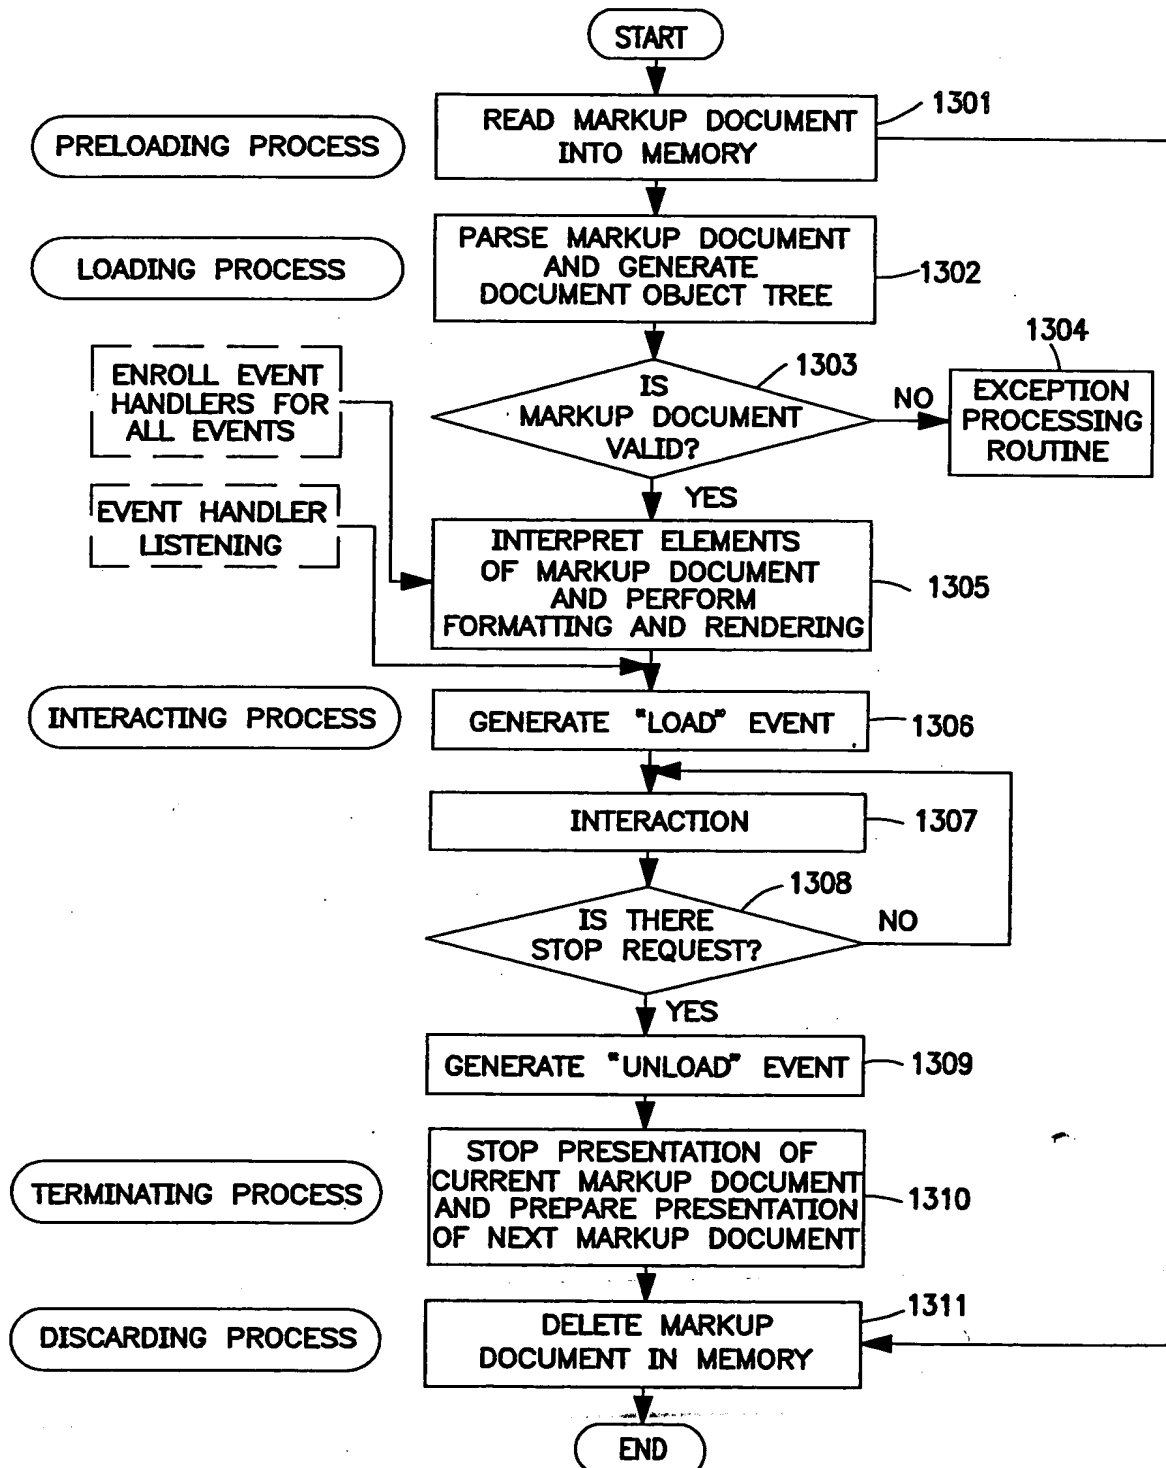 START
1301
READ MARKUP DOCUMENT
INTO MEMORY
PRELOADING PROCESS
PARSE MARKUP DOCUMENT
AND GENERATE
DOCUMENT OBJECT TREE
1302
LOADING PROCESS
1303
1304
IS
MARKUP DOCUMENT
VALID?
NO
EXCEPTION
PROCESSING
ROUTINE
ENROLL EVENT
HANDLERS FOR
ALL EVENTS
YES
EVENT HANDLER
LISTENING
INTERPRET ELEMENTS
OF MARKUP DOCUMENT
AND PERFORM
FORMATTING AND RENDERING
1305
INTERACTING PROCESS
GENERATE "LOAD" EVENT
1306
INTERACTION
1307
1308
IS THERE
STOP REQUEST?
NO
YES
GENERATE "UNLOAD" EVENT
1309
TERMINATING PROCESS
STOP PRESENTATION OF
CURRENT MARKUP DOCUMENT
AND PREPARE PRESENTATION
OF NEXT MARKUP DOCUMENT
1310
1311
DISCARDING PROCESS
DELETE MARKUP
DOCUMENT IN MEMORY
END